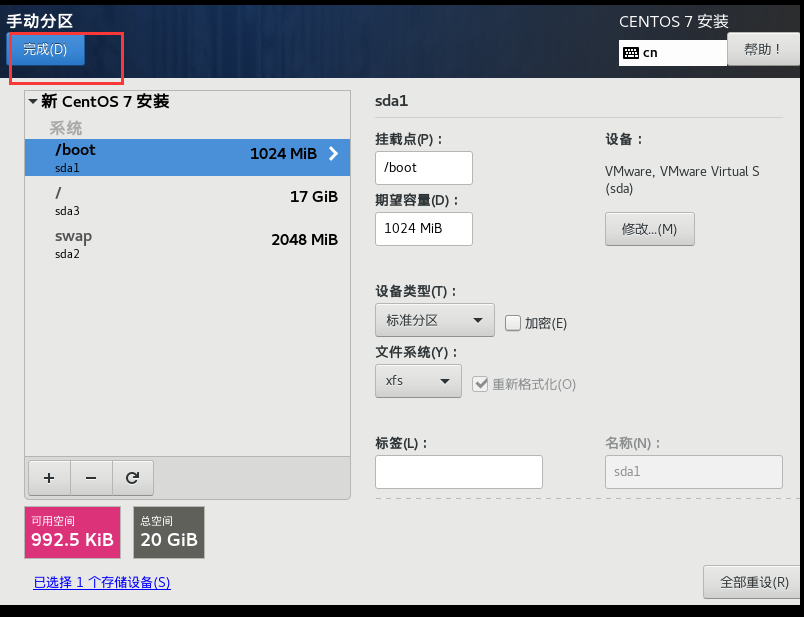 手动分区
CENTOS 7 安装
完成(D)
cn
帮助！
新 CentOS 7 安装
系统
/boot
1024 MiB
sda1
/
17 GiB
sda3
swap
2048 MiB
sda2
sda1
挂载点(P)：
/boot
期望容量(D)：
1024 MiB
设备：
VMware, VMware Virtual S
(sda)
修改...(M)
设备类型(T)：
标准分区
加密(E)
文件系统(Y)：
xfs
重新格式化(O)
标签(L)：
名称(N)：
sda1
可用空间
992.5 KiB
总空间
20 GiB
已选择 1 个存储设备(S)
全部重设(R)